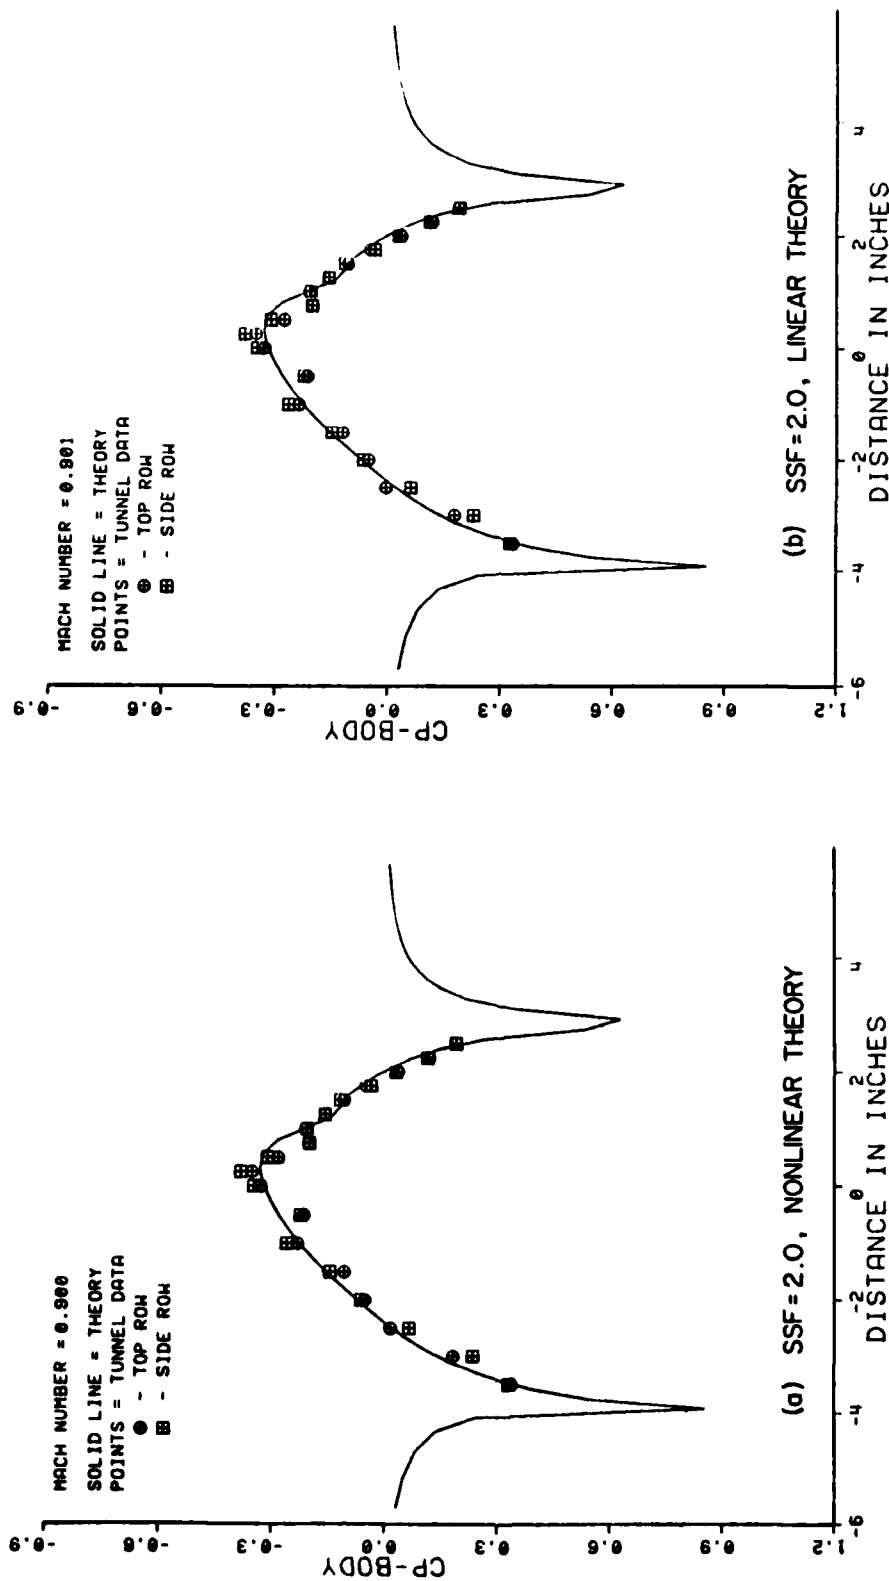 MACH NUMBER = 0.900
SOLID LINE = THEORY
POINTS = TUNNEL DATA
- TOP ROW
- SIDE ROW
CP-BODY
-0.9
-0.6
-0.3
0.0
0.3
0.6
0.9
1.2
-6
-4
-2
0
2
4
DISTANCE IN INCHES
(a) SSF=2.0, NONLINEAR THEORY
MACH NUMBER = 0.901
SOLID LINE = THEORY
POINTS = TUNNEL DATA
- TOP ROW
- SIDE ROW
CP-BODY
-0.9
-0.6
-0.3
0.0
0.3
0.6
0.9
1.2
-6
-4
-2
0
2
4
DISTANCE IN INCHES
(b) SSF=2.0, LINEAR THEORY